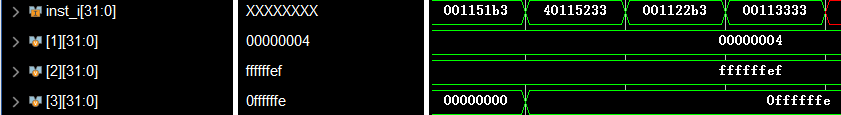 inst_i[31:0] XXXXXXXX 001151b3 40115233 001122b3 00113333
[1][31:0] 00000004 00000004
[2][31:0] ffffffef ffffffef
[3][31:0] 0ffffffe 00000000 0ffffffe